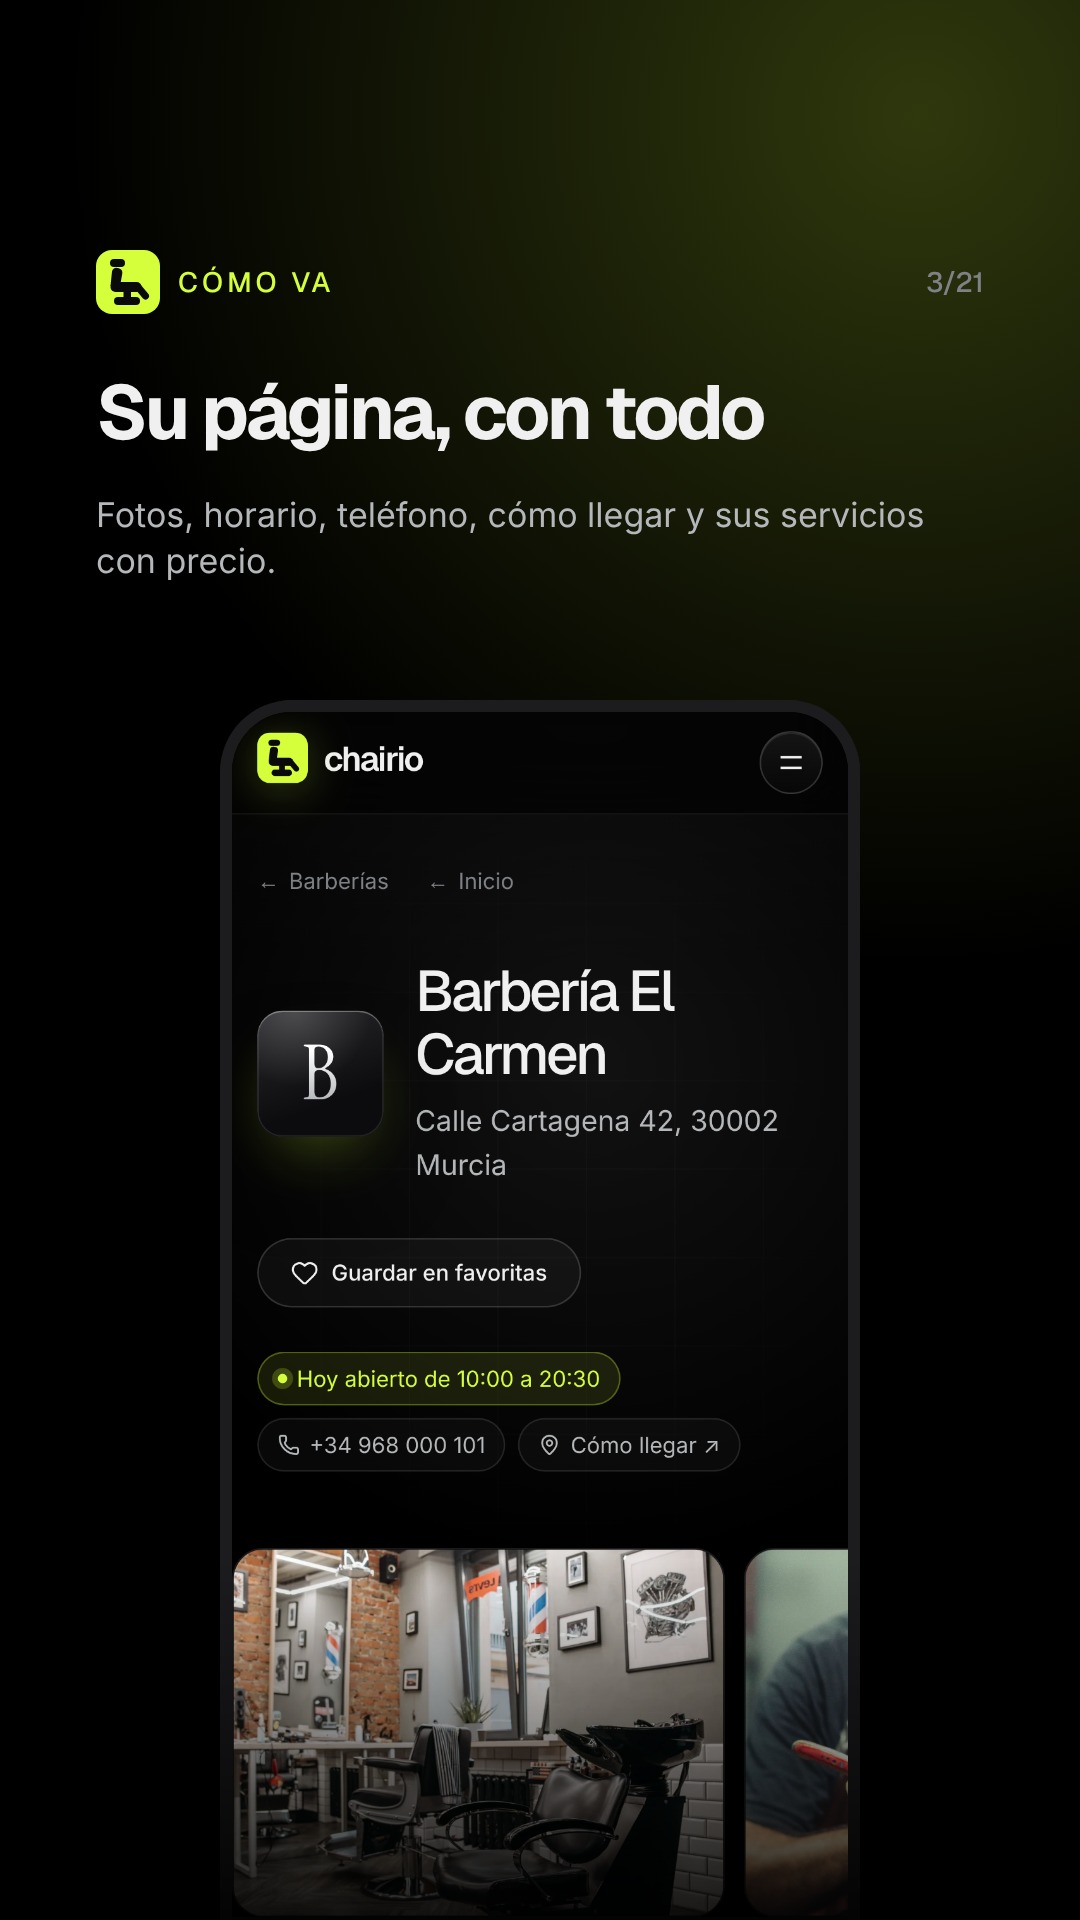 CÓMO VA
3/21
Su página, con todo
Fotos, horario, teléfono, cómo llegar y sus servicios
con precio.
chairio
← Barberías ← Inicio
B
Barbería El
Carmen
Calle Cartagena 42, 30002
Murcia
Guardar en favoritas
Hoy abierto de 10:00 a 20:30
+34 968 000 101
Cómo llegar ↗
LEVI'S